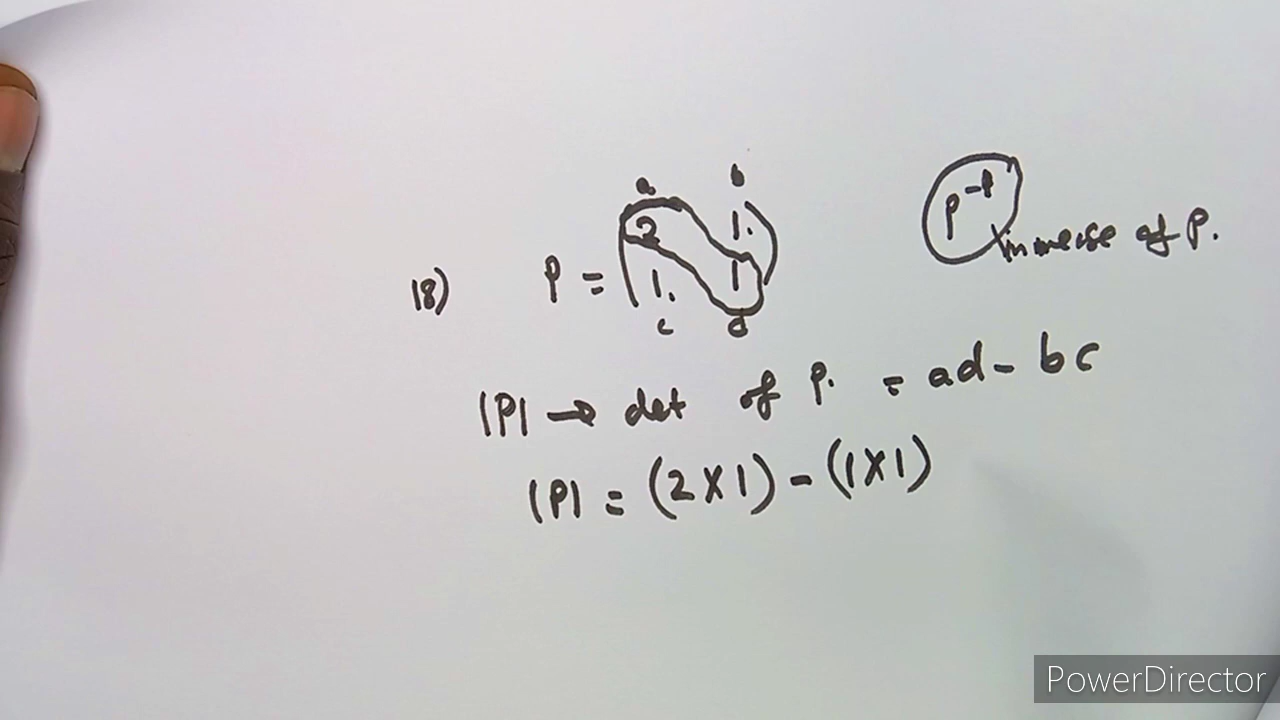 a b
18) P = (2 1. P⁻¹
1. 1) inverse of P.
c d
|P| → det of P. = ad - bc
|P| = (2×1) - (1×1)
PowerDirector